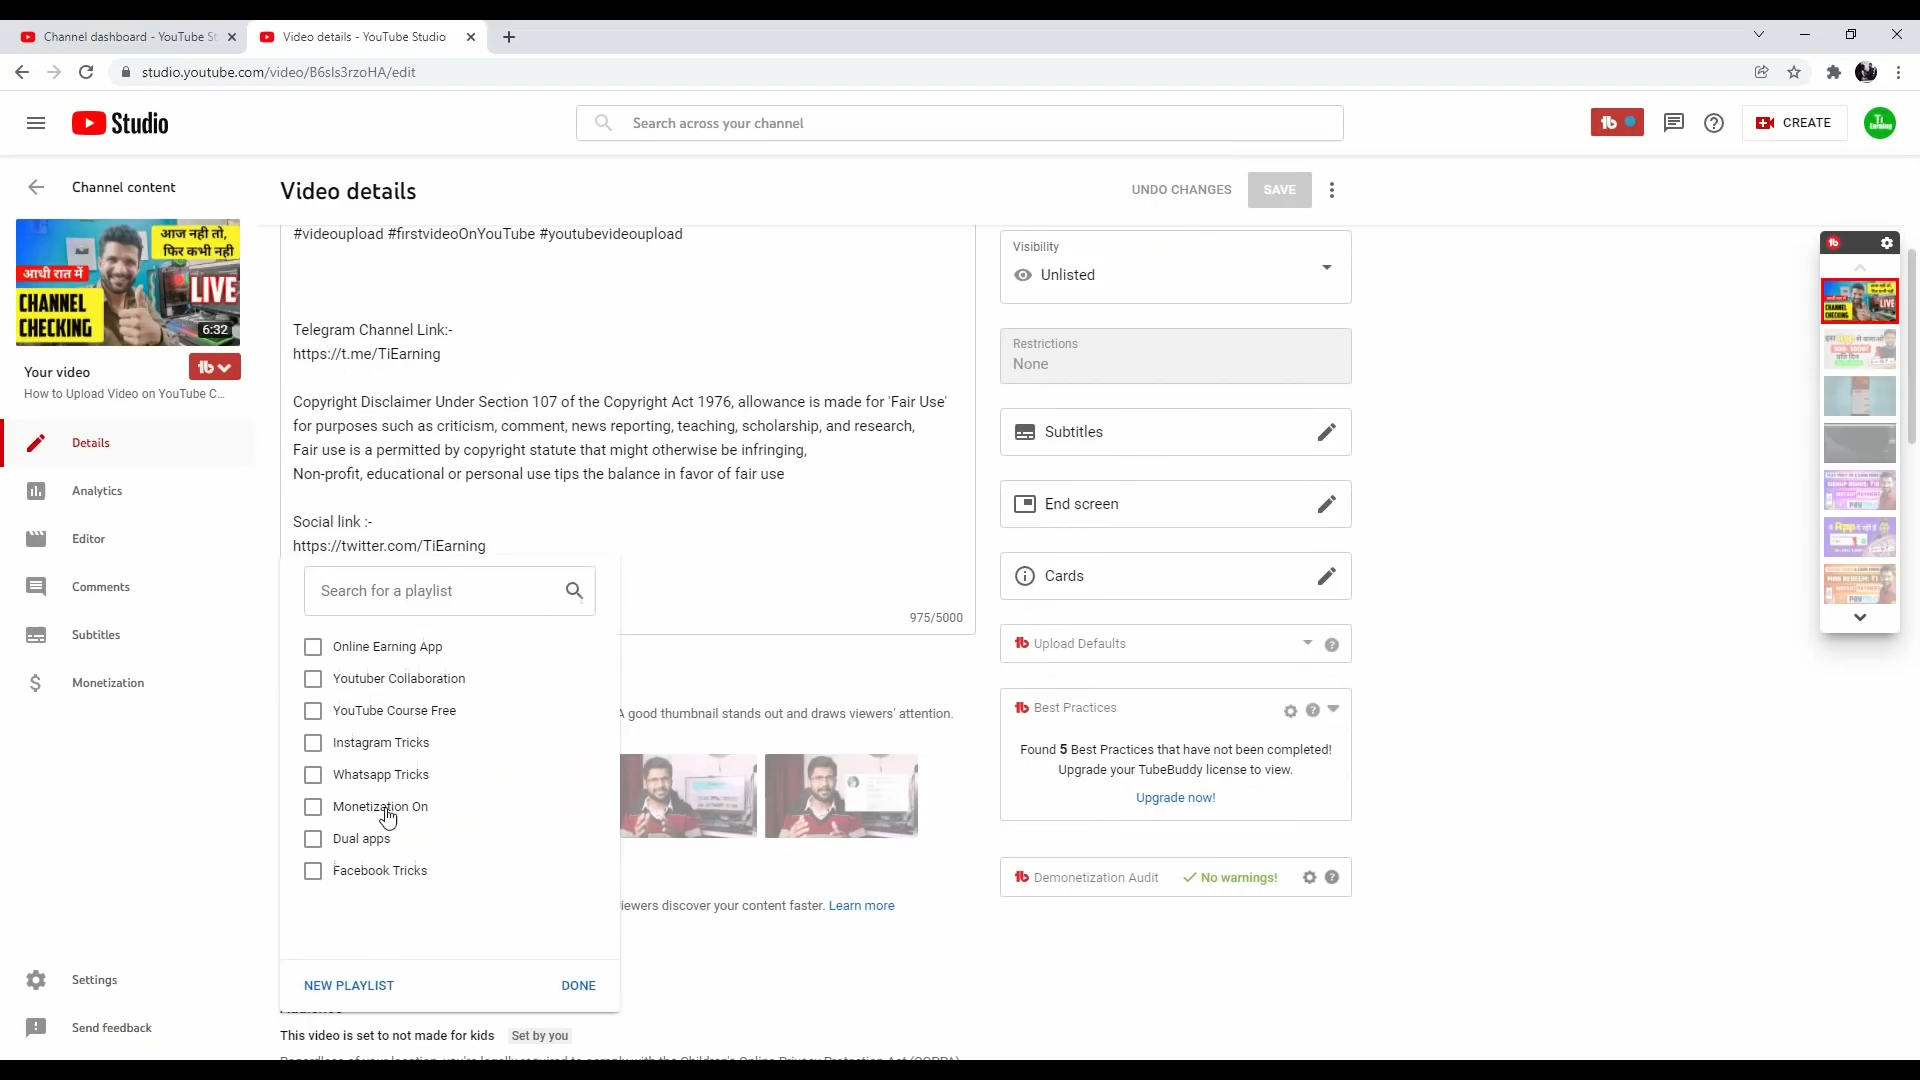 Channel dashboard - YouTube St
Video details - YouTube Studio
studio.youtube.com/video/B6sIs3rzoHA/edit
Studio
Search across your channel
CREATE
Ti
Earning
Channel content
Video details
UNDO CHANGES
SAVE
आज नही तो,
फिर कभी नही
आधी रात में
LIVE
CHANNEL
CHECKING
6:32
Your video
How to Upload Video on YouTube C...
Details
Analytics
Editor
Comments
Subtitles
Monetization
Settings
Send feedback
#videoupload #firstvideoOnYouTube #youtubevideoupload
Telegram Channel Link:-
https://t.me/TiEarning
Copyright Disclaimer Under Section 107 of the Copyright Act 1976, allowance is made for 'Fair Use'
for purposes such as criticism, comment, news reporting, teaching, scholarship, and research,
Fair use is a permitted by copyright statute that might otherwise be infringing,
Non-profit, educational or personal use tips the balance in favor of fair use
Social link :-
https://twitter.com/TiEarning
975/5000
Search for a playlist
Online Earning App
Youtuber Collaboration
YouTube Course Free
Instagram Tricks
Whatsapp Tricks
Monetization On
Dual apps
Facebook Tricks
NEW PLAYLIST
DONE
A good thumbnail stands out and draws viewers' attention.
iewers discover your content faster. Learn more
This video is set to not made for kids
Set by you
Visibility
Unlisted
Restrictions
None
Subtitles
End screen
Cards
Upload Defaults
Best Practices
Found 5 Best Practices that have not been completed!
Upgrade your TubeBuddy license to view.
Upgrade now!
Demonetization Audit
No warnings!
CHANNEL
CHECKING
LIVE